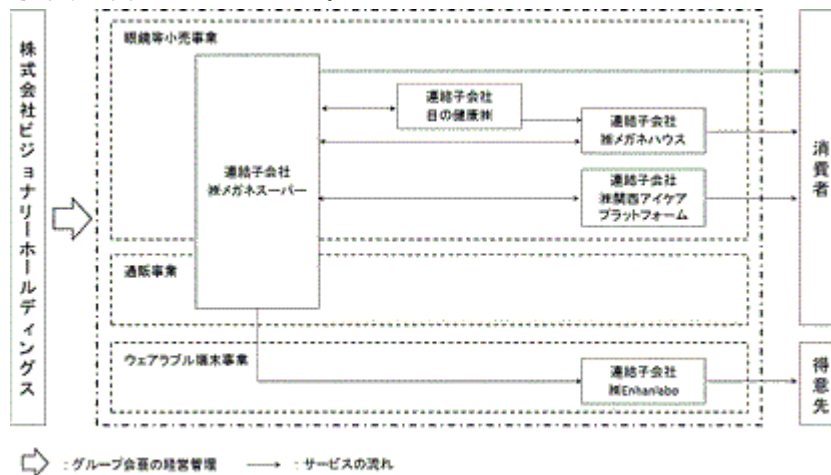 株式会社ビジョナリーホールディングス
眼鏡等小売事業
連結子会社
㈱メガネスーパー
連結子会社
目の健康㈱
連結子会社
㈱メガネハウス
連結子会社
㈱関西アイケア
プラットフォーム
消費者
通販事業
ウェアラブル端末事業
連結子会社
㈱Enhanlabo
得意先
:グループ会社の経営管理
:サービスの流れ